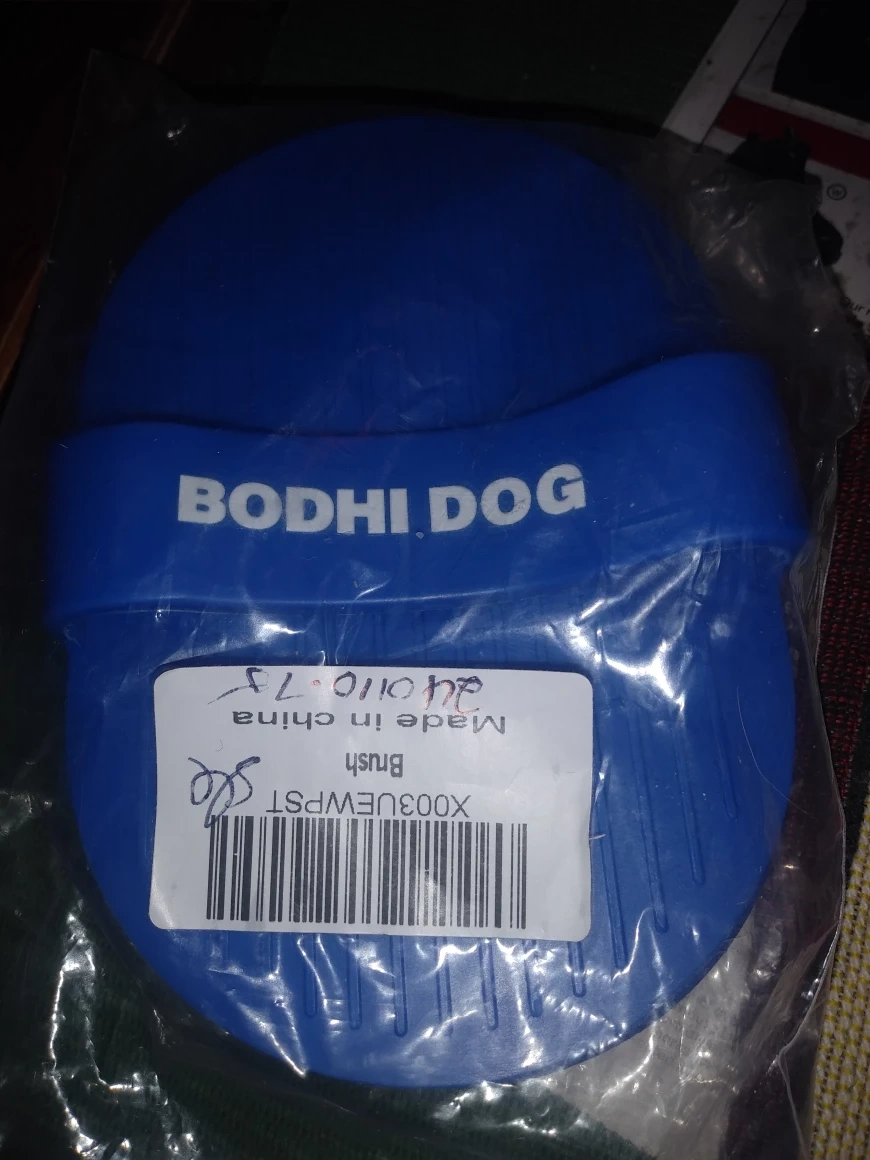 BODHI DOG
X003UEWPST
Brush
Made in china
®